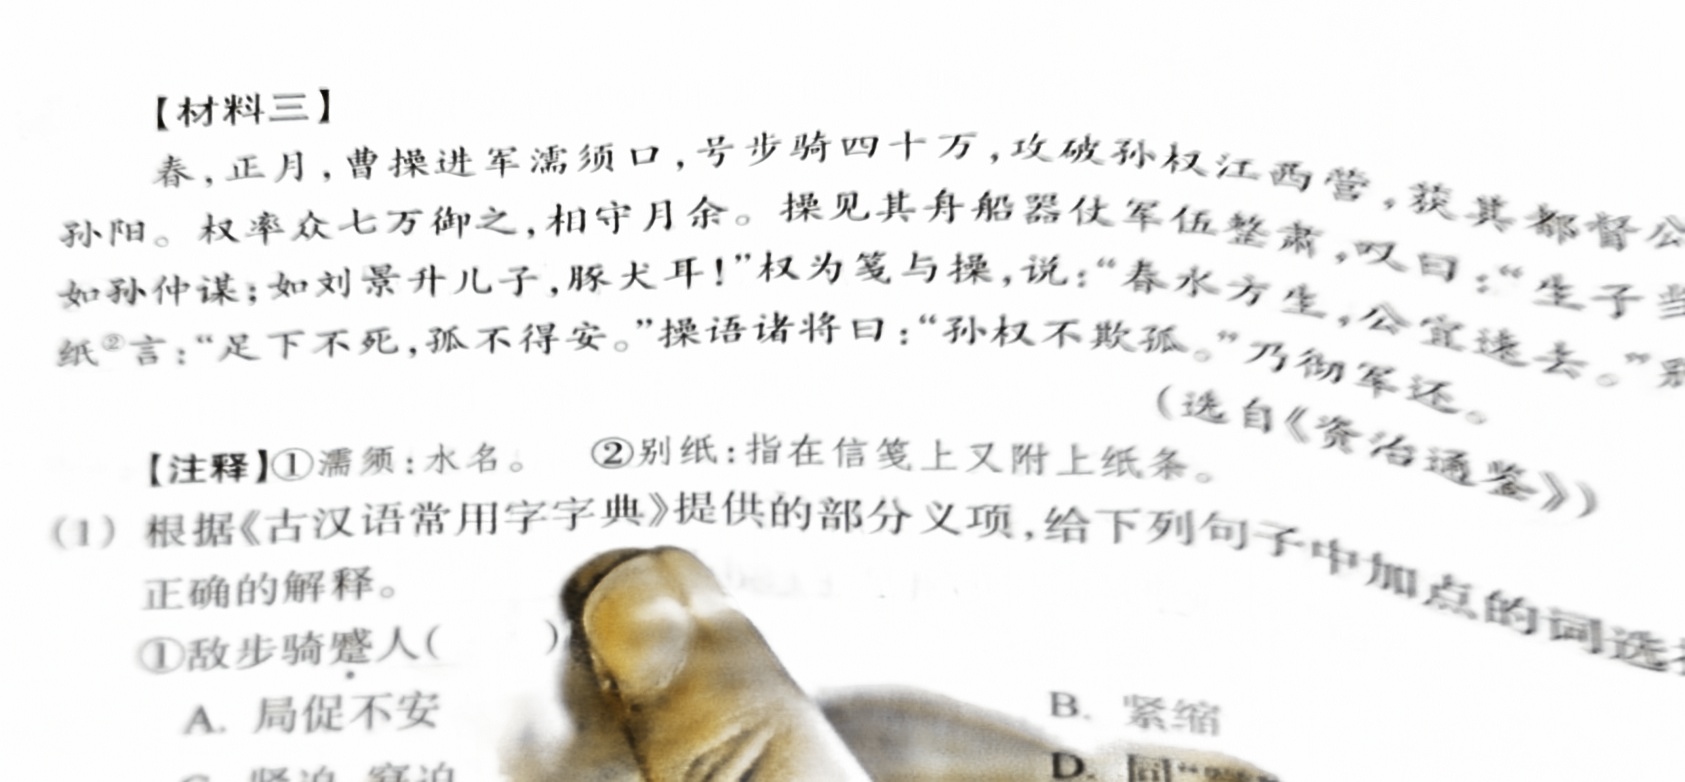 【材料三】
春,正月,曹操进军濡须口,号步骑四十万,攻破孙权江西营,获其都督公
孙阳。权率众七万御之,相守月余。操见其舟船器仗军伍整肃,叹曰:“生子当
如孙仲谋;如刘景升儿子,豚犬耳!”权为笺与操,说:“春水方生,公宜速去。”别
纸②言:“足下不死,孤不得安。”操语诸将曰:“孙权不欺孤。”乃彻军还。
(选自《资治通鉴》)
【注释】①濡须:水名。 ②别纸:指在信笺上又附上纸条。
(1) 根据《古汉语常用字字典》提供的部分义项,给下列句子中加点的词选择
正确的解释。
①敌步骑蹙人( )
A. 局促不安
B. 紧缩
D. 同“